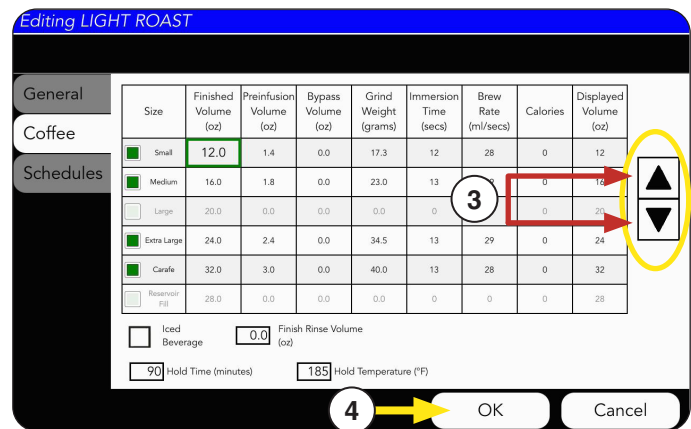 Editing LIGHT ROAST
General
Coffee
Schedules
Size Finished Volume (oz) Preinfusion Volume (oz) Bypass Volume (oz) Grind Weight (grams) Immersion Time (secs) Brew Rate (ml/secs) Calories Displayed Volume (oz)
Small 12.0 1.4 0.0 17.3 12 28 0 12
Medium 16.0 1.8 0.0 23.0 13 0 16
Large 20.0 0.0 0.0 0.0 0 0 20
Extra Large 24.0 2.4 0.0 34.5 13 29 0 24
Carafe 32.0 3.0 0.0 40.0 13 28 0 32
Reservoir Fill 28.0 0.0 0.0 0.0 0 0 0 28
3
Iced Beverage 0.0 Finish Rinse Volume (oz)
90 Hold Time (minutes) 185 Hold Temperature (°F)
4 OK Cancel